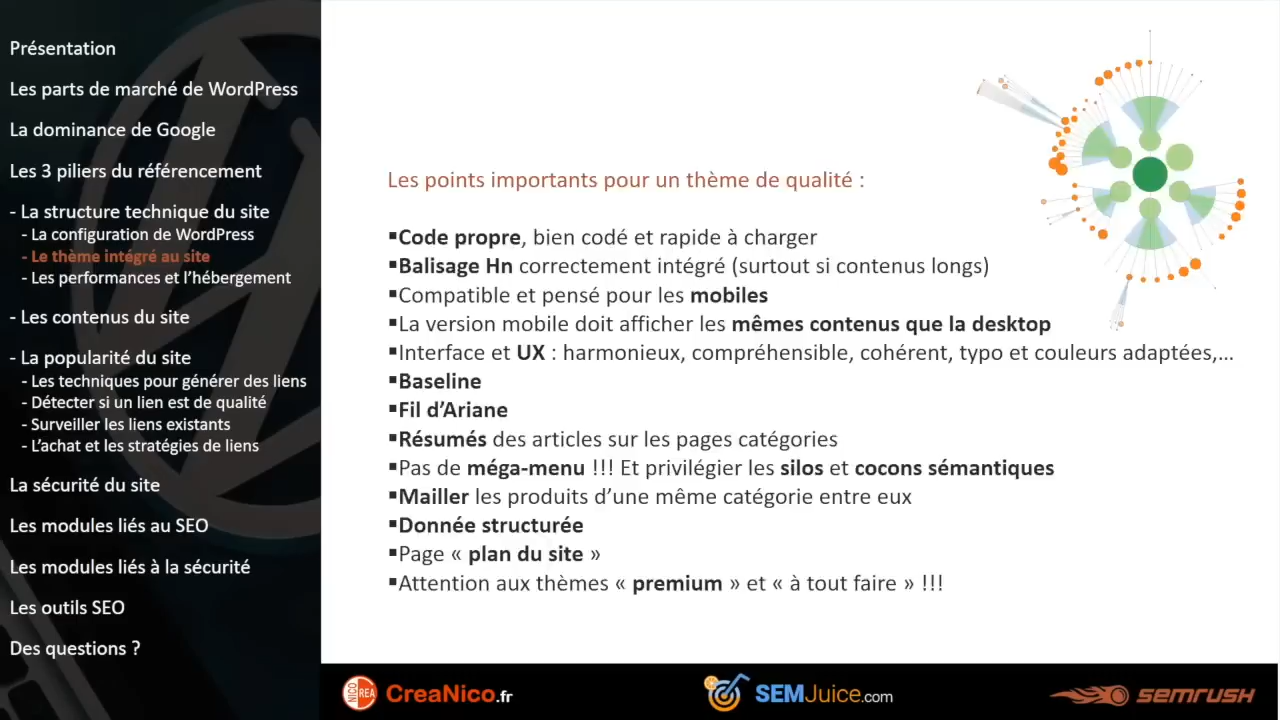 Présentation
Les parts de marché de WordPress
La dominance de Google
Les 3 piliers du référencement
- La structure technique du site
- La configuration de WordPress
- Le thème intégré au site
- Les performances et l’hébergement
- Les contenus du site
- La popularité du site
- Les techniques pour générer des liens
- Détecter si un lien est de qualité
- Surveiller les liens existants
- L’achat et les stratégies de liens
La sécurité du site
Les modules liés au SEO
Les modules liés à la sécurité
Les outils SEO
Des questions ?
Les points importants pour un thème de qualité :
▪Code propre, bien codé et rapide à charger
▪Balisage Hn correctement intégré (surtout si contenus longs)
▪Compatible et pensé pour les mobiles
▪La version mobile doit afficher les mêmes contenus que la desktop
▪Interface et UX : harmonieux, compréhensible, cohérent, typo et couleurs adaptées,...
▪Baseline
▪Fil d’Ariane
▪Résumés des articles sur les pages catégories
▪Pas de méga-menu !!! Et privilégier les silos et cocons sémantiques
▪Mailler les produits d’une même catégorie entre eux
▪Donnée structurée
▪Page « plan du site »
▪Attention aux thèmes « premium » et « à tout faire » !!!
NICO CREA CreaNico.fr
SEMJuice.com
semrush